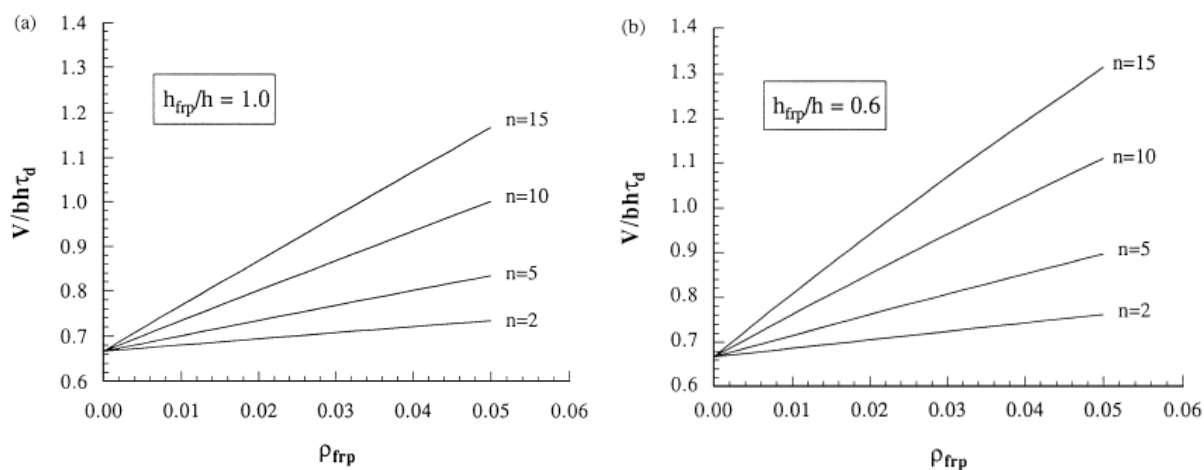 (a)
1.4
1.3
1.2
1.1
1.0
0.9
0.8
0.7
0.6
V/bhτd
hfrp/h = 1.0
n=15
n=10
n=5
n=2
0.00 0.01 0.02 0.03 0.04 0.05 0.06
ρfrp
(b)
1.4
1.3
1.2
1.1
1.0
0.9
0.8
0.7
0.6
V/bhτd
hfrp/h = 0.6
n=15
n=10
n=5
n=2
0.00 0.01 0.02 0.03 0.04 0.05 0.06
ρfrp